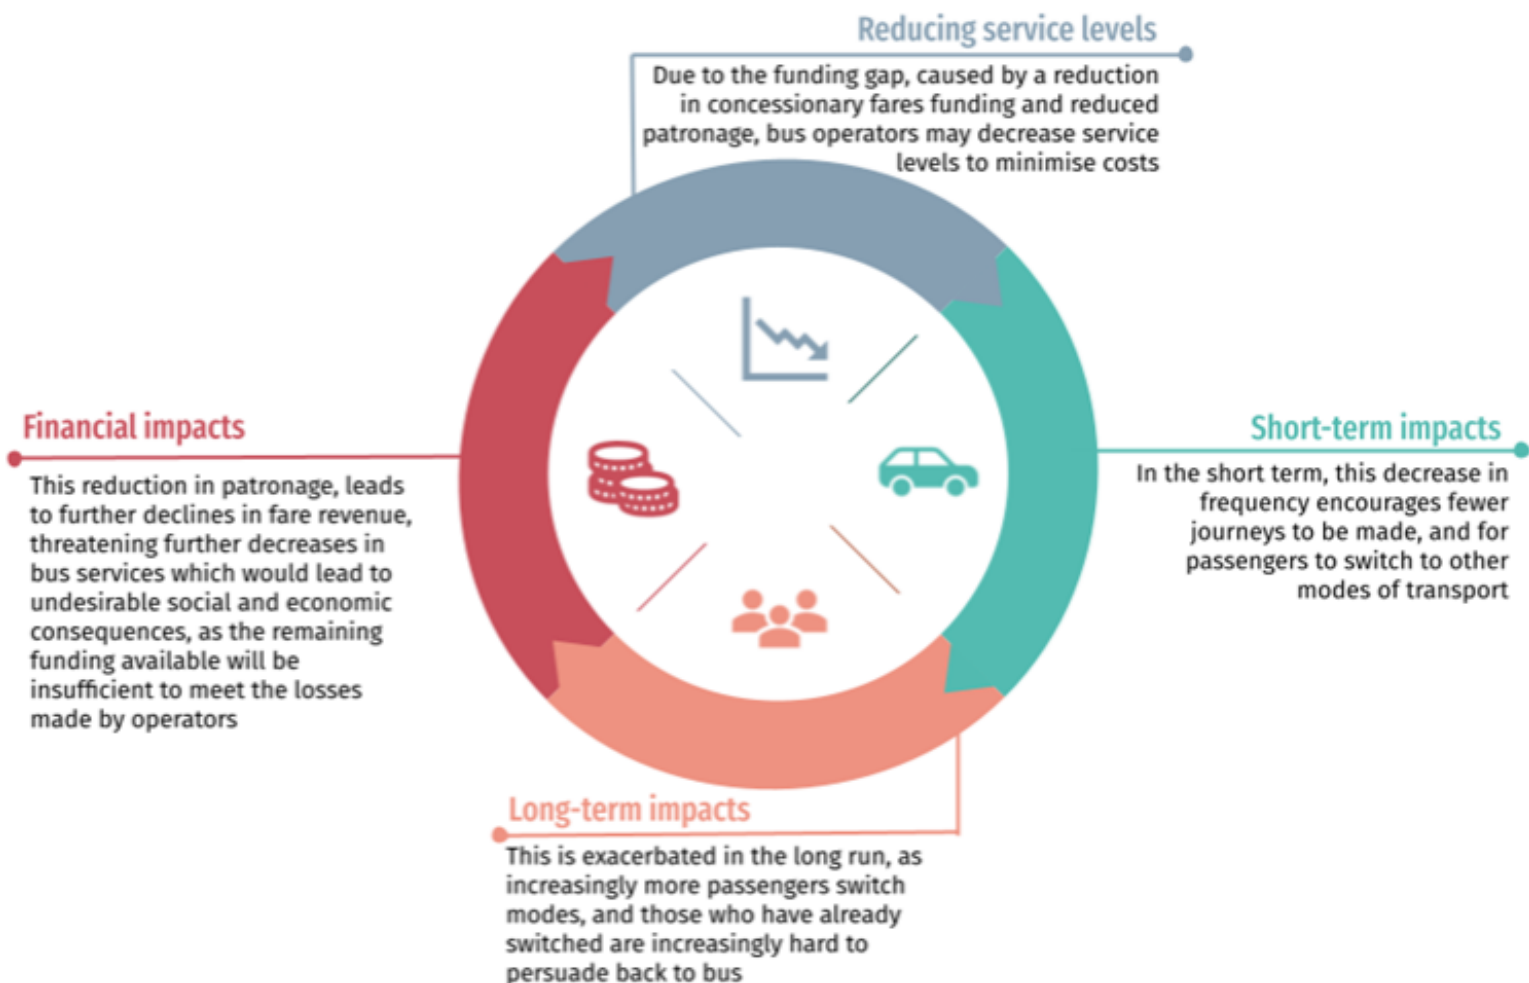 Reducing service levels
Due to the funding gap, caused by a reduction
in concessionary fares funding and reduced
patronage, bus operators may decrease service
levels to minimise costs
Short-term impacts
In the short term, this decrease in
frequency encourages fewer
journeys to be made, and for
passengers to switch to other
modes of transport
Long-term impacts
This is exacerbated in the long run, as
increasingly more passengers switch
modes, and those who have already
switched are increasingly hard to
persuade back to bus
Financial impacts
This reduction in patronage, leads
to further declines in fare revenue,
threatening further decreases in
bus services which would lead to
undesirable social and economic
consequences, as the remaining
funding available will be
insufficient to meet the losses
made by operators